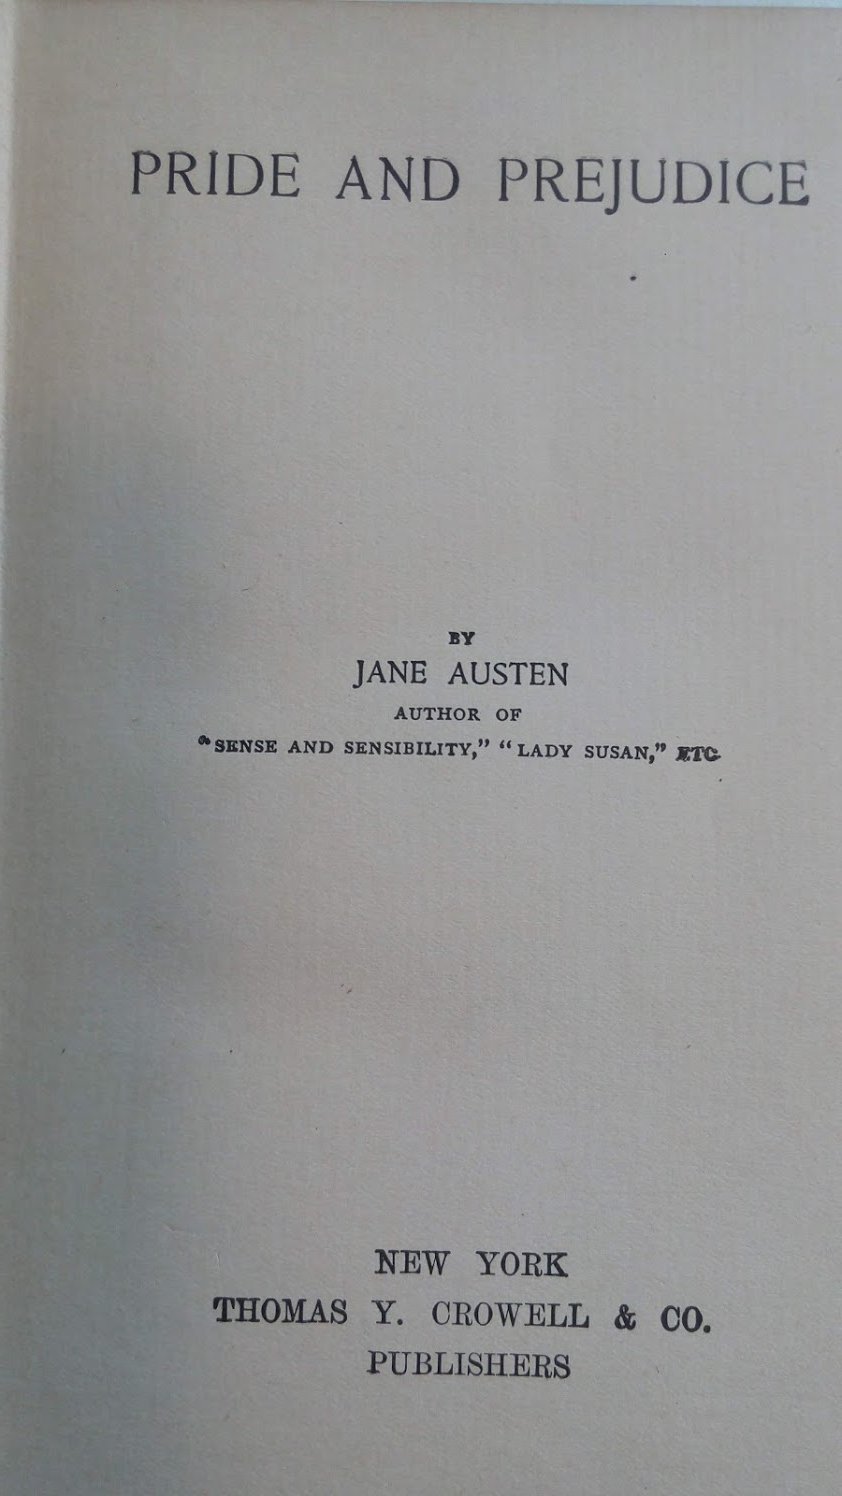 PRIDE AND PREJUDICE
BY
JANE AUSTEN
AUTHOR OF
“SENSE AND SENSIBILITY,” “LADY SUSAN,” ETC.
NEW YORK
THOMAS Y. CROWELL & CO.
PUBLISHERS